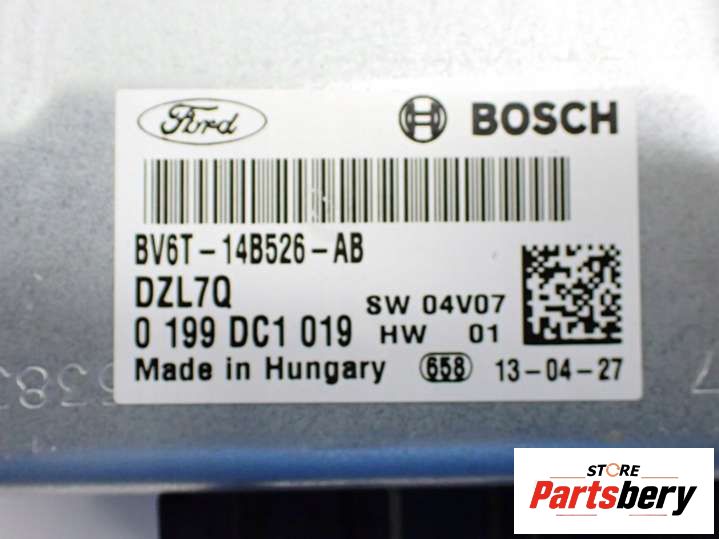 Ford BOSCH
BV6T-14B526-AB
DZL7Q
SW 04V07
0 199 DC1 019 HW 01
Made in Hungary 658 13-04-27
STORE
Partsbery